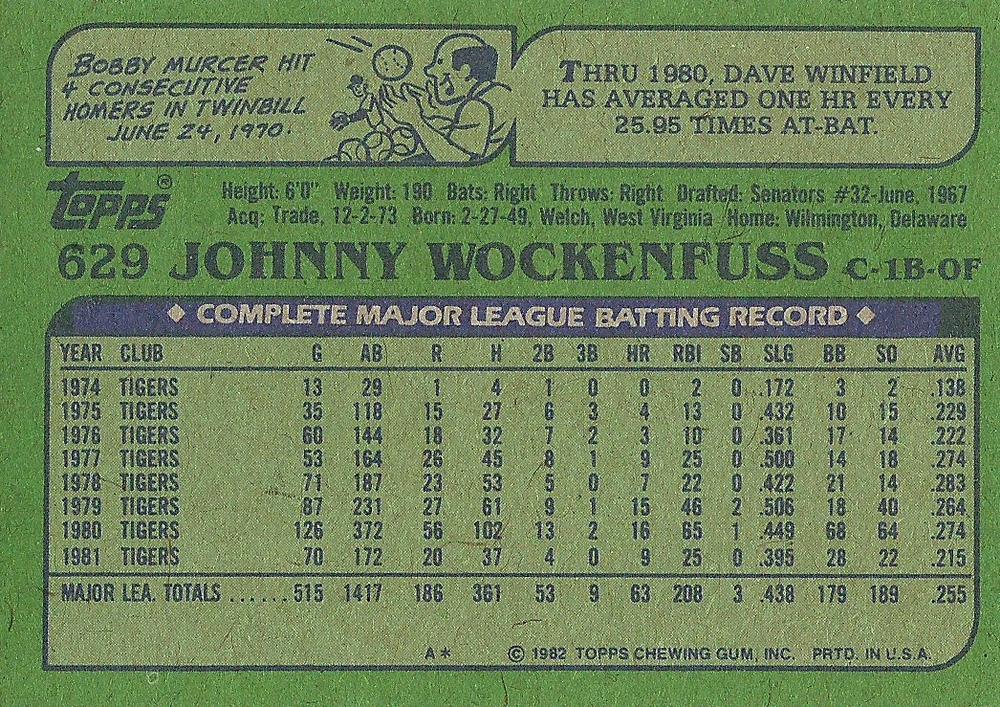 BOBBY MURCER HIT
4 CONSECUTIVE
HOMERS IN TWINBILL
JUNE 24, 1970.
THRU 1980, DAVE WINFIELD
HAS AVERAGED ONE HR EVERY
25.95 TIMES AT-BAT.
Topps®
Height: 6'0" Weight: 190 Bats: Right Throws: Right Drafted: Senators #32-June, 1967
Acq: Trade, 12-2-73 Born: 2-27-49, Welch, West Virginia Home: Wilmington, Delaware
629 JOHNNY WOCKENFUSS C-1B-OF
◆ COMPLETE MAJOR LEAGUE BATTING RECORD ◆
YEAR CLUB G AB R H 2B 3B HR RBI SB SLG BB SO AVG
1974 TIGERS 13 29 1 4 1 0 0 2 0 .172 3 2 .138
1975 TIGERS 35 118 15 27 6 3 4 13 0 .432 10 15 .229
1976 TIGERS 60 144 18 32 7 2 3 10 0 .361 17 14 .222
1977 TIGERS 53 164 26 45 8 1 9 25 0 .500 14 18 .274
1978 TIGERS 71 187 23 53 5 0 7 22 0 .422 21 14 .283
1979 TIGERS 87 231 27 61 9 1 15 46 2 .506 18 40 .264
1980 TIGERS 126 372 56 102 13 2 16 65 1 .449 68 64 .274
1981 TIGERS 70 172 20 37 4 0 9 25 0 .395 28 22 .215
MAJOR LEA. TOTALS ......515 1417 186 361 53 9 63 208 3 .438 179 189 .255
A* © 1982 TOPPS CHEWING GUM, INC. PRTD. IN U.S.A.